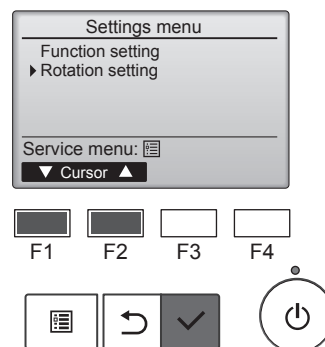 Settings menu
Function setting
Rotation setting
Service menu:
▼ Cursor ▲
F1 F2 F3 F4